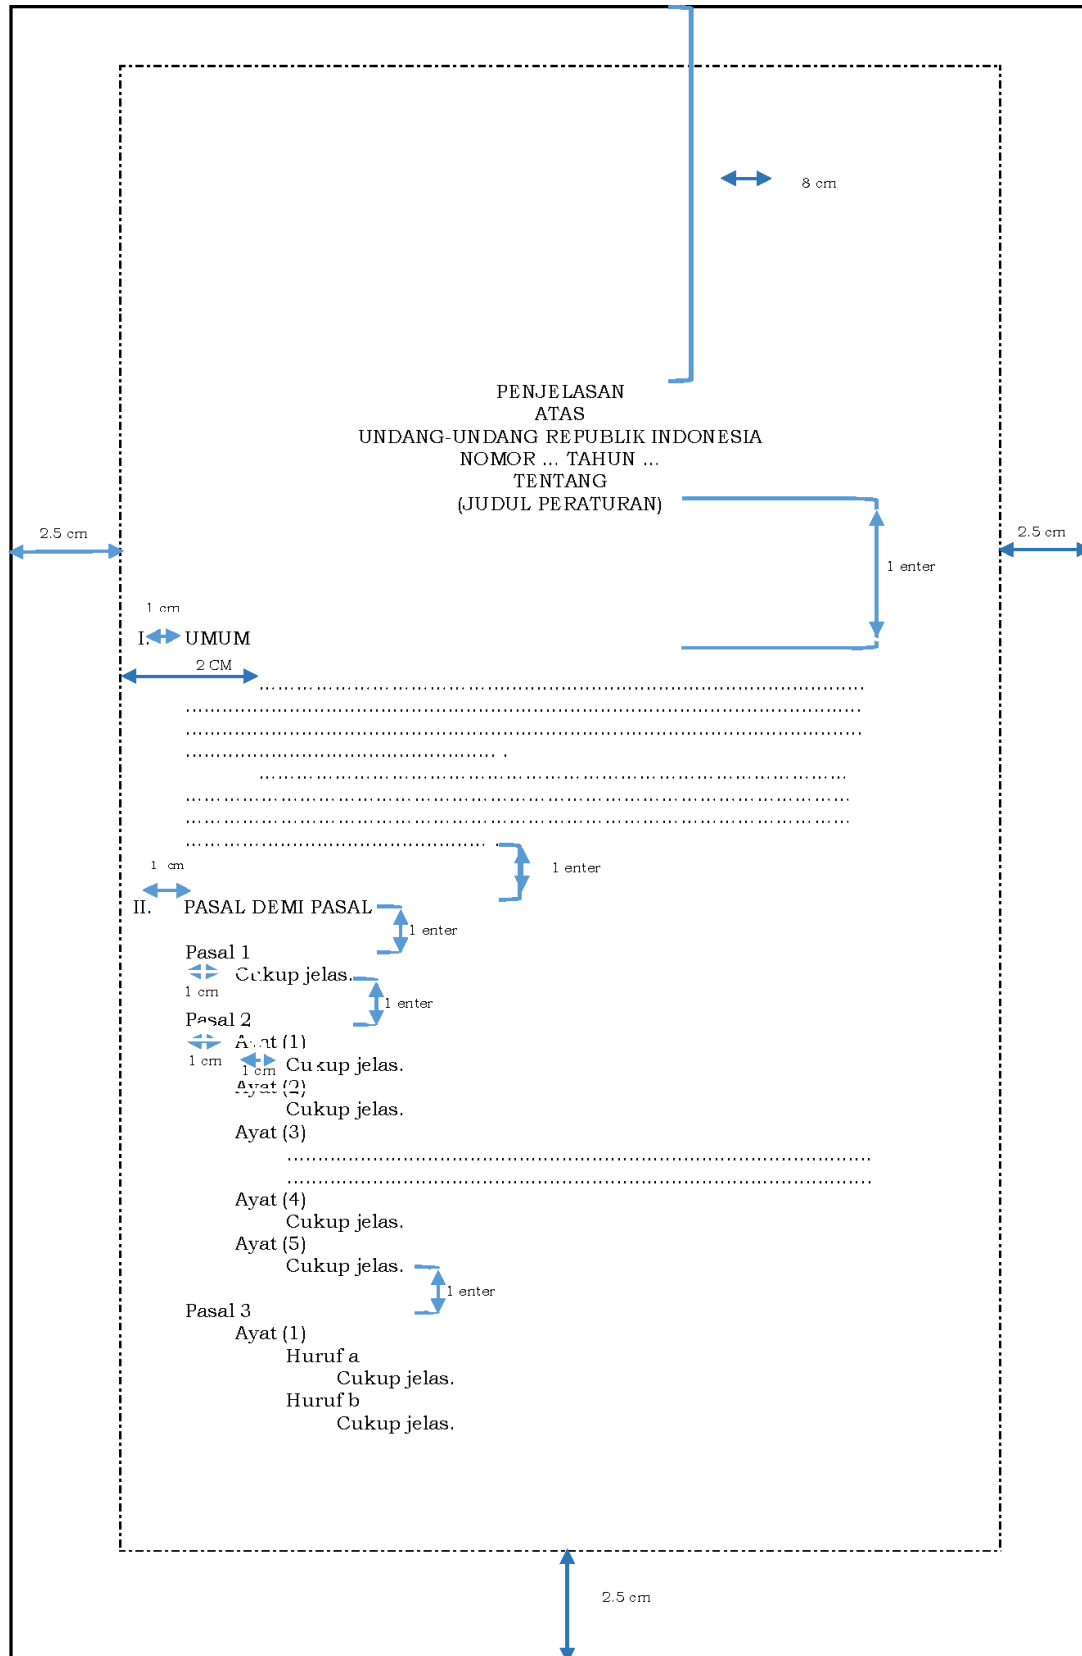 8 cm
PENJELASAN
ATAS
UNDANG-UNDANG REPUBLIK INDONESIA
NOMOR ... TAHUN ...
TENTANG
(JUDUL PERATURAN)
2.5 cm
2.5 cm
1 enter
1 cm
I. UMUM
2 CM
................................................................................
................................................................................
................................................................................
.......................................... .
................................................................................
................................................................................
................................................................................
........................................ .
1 enter
1 cm
II. PASAL DEMI PASAL
1 enter
Pasal 1
Cukup jelas.
1 cm
1 enter
Pasal 2
Ayat (1)
1 cm
Cukup jelas.
1 cm
Ayat (2)
Cukup jelas.
Ayat (3)
................................................................................
................................................................................
Ayat (4)
Cukup jelas.
Ayat (5)
Cukup jelas.
1 enter
Pasal 3
Ayat (1)
Huruf a
Cukup jelas.
Huruf b
Cukup jelas.
2.5 cm